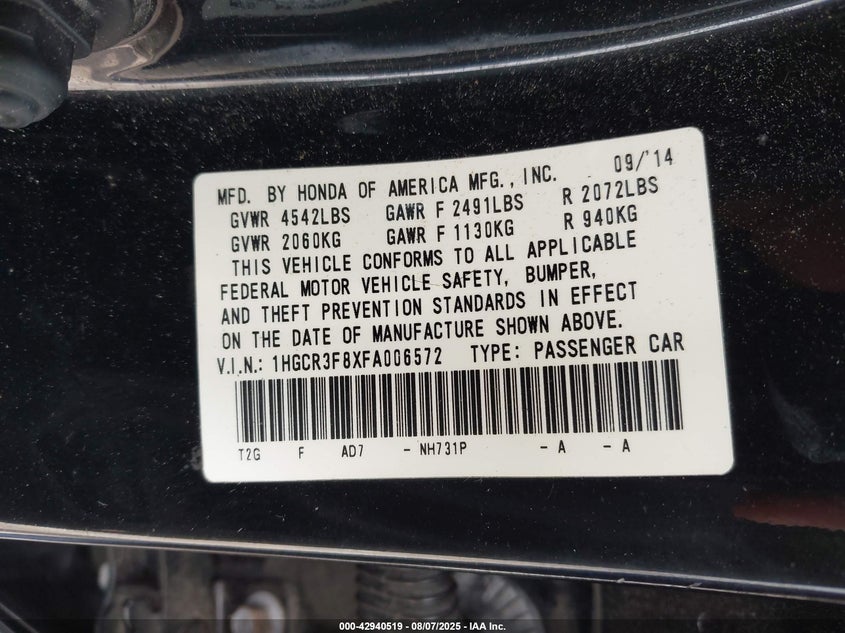 MFD. BY HONDA OF AMERICA MFG., INC. 09/'14
GVWR 4542LBS GAWR F 2491LBS R 2072LBS
GVWR 2060KG GAWR F 1130KG R 940KG
THIS VEHICLE CONFORMS TO ALL APPLICABLE
FEDERAL MOTOR VEHICLE SAFETY, BUMPER,
AND THEFT PREVENTION STANDARDS IN EFFECT
ON THE DATE OF MANUFACTURE SHOWN ABOVE.
V.I.N.: 1HGCR3F8XFA006572 TYPE: PASSENGER CAR
T2G F AD7 - NH731P - A - A
000-42940519 - 08/07/2025 - IAA Inc.